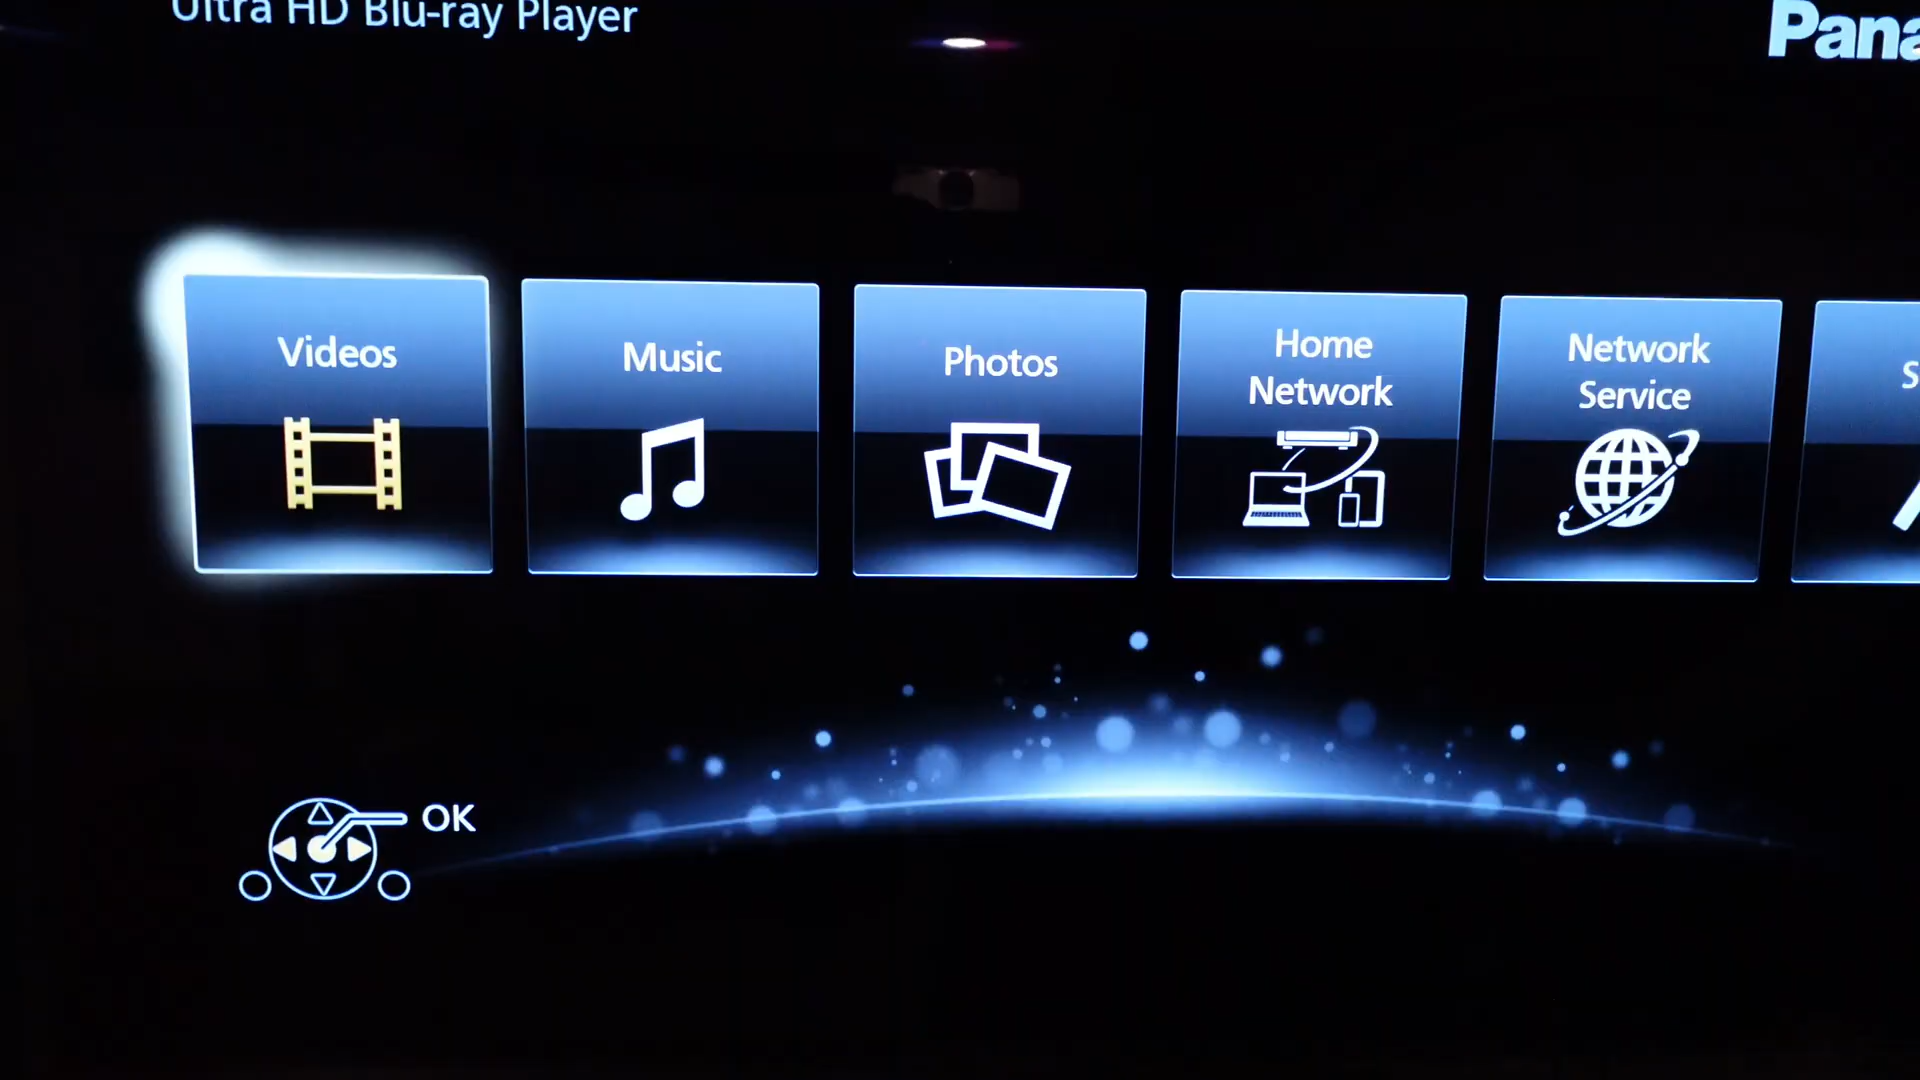 Ultra HD Blu-ray Player
Videos
Music
Photos
Home
Network
Network
Service
OK